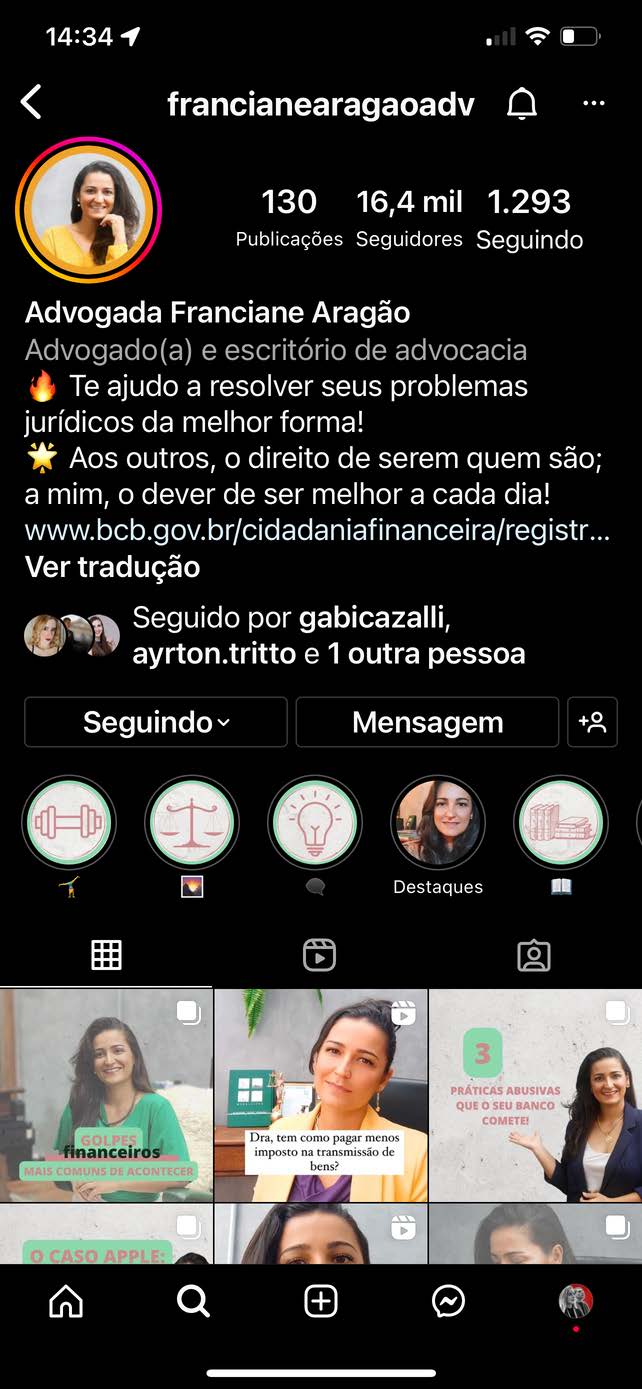 14:34
francianearagaoadv
130
16,4 mil
1.293
Publicações
Seguidores
Seguindo
Advogada Franciane Aragão
Advogado(a) e escritório de advocacia
🔥 Te ajudo a resolver seus problemas
jurídicos da melhor forma!
🌟 Aos outros, o direito de serem quem são;
a mim, o dever de ser melhor a cada dia!
www.bcb.gov.br/cidadaniafinanceira/registr...
Ver tradução
Seguido por gabicazalli,
ayrton.tritto e 1 outra pessoa
Seguindo
Mensagem
Destaques
GOLPES
financeiros
MAIS COMUNS DE ACONTECER
Dra, tem como pagar menos
imposto na transmissão de
bens?
3
PRÁTICAS ABUSIVAS
QUE O SEU BANCO
COMETE!
O CASO APPLE: